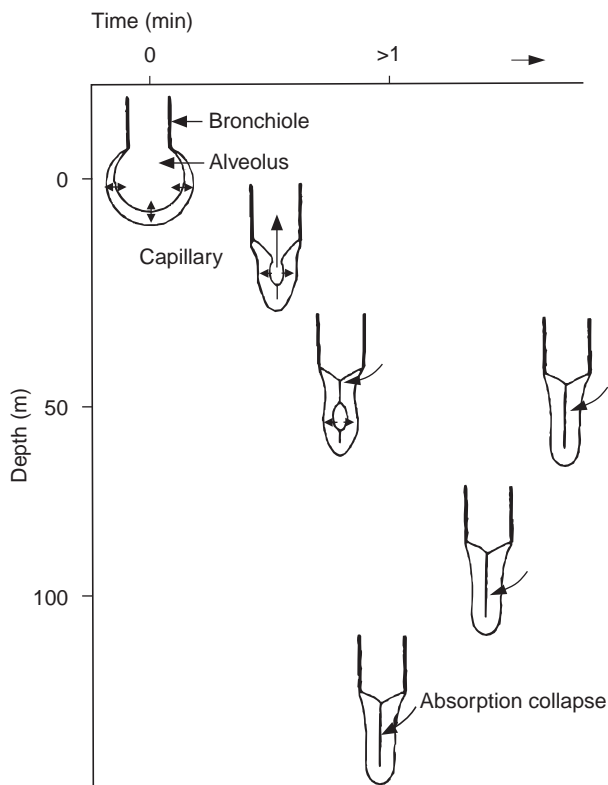 Time (min)
0 >1
Bronchiole
Alveolus
0
Capillary
50
Depth (m)
100
Absorption collapse